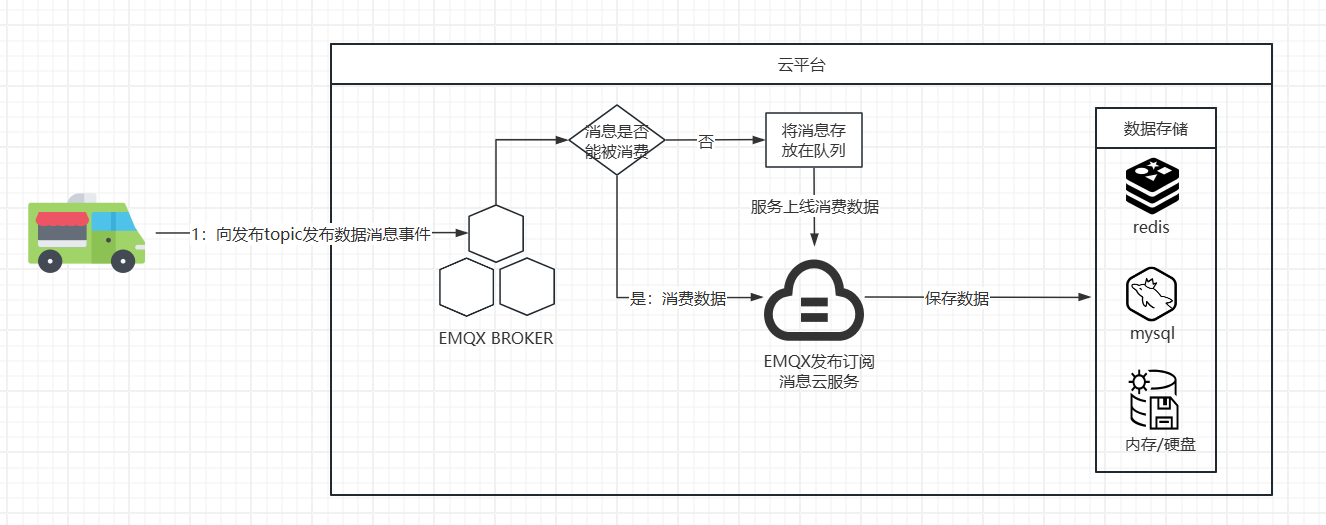 云平台
消息是否
能被消费
否
将消息存
放在队列
数据存储
redis
服务上线消费数据
1：向发布topic发布数据消息事件
是：消费数据
保存数据
EMQX BROKER
mysql
EMQX发布订阅
消息云服务
内存/硬盘